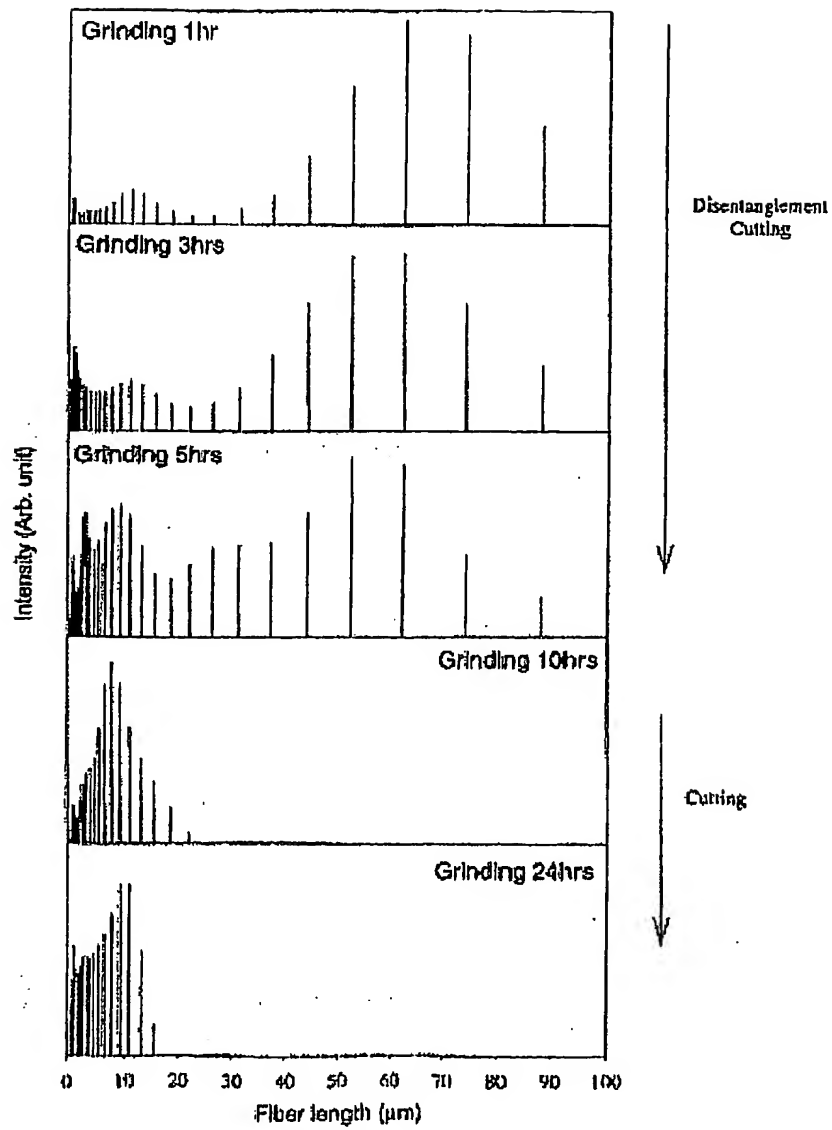 Grinding 1hr
Disentanglement
Cutting
Grinding 3hrs
Grinding 5hrs
Intensity (Arb. unit)
Grinding 10hrs
Cutting
Grinding 24hrs
0 10 20 30 40 50 60 70 80 90 100
Fiber length (μm)